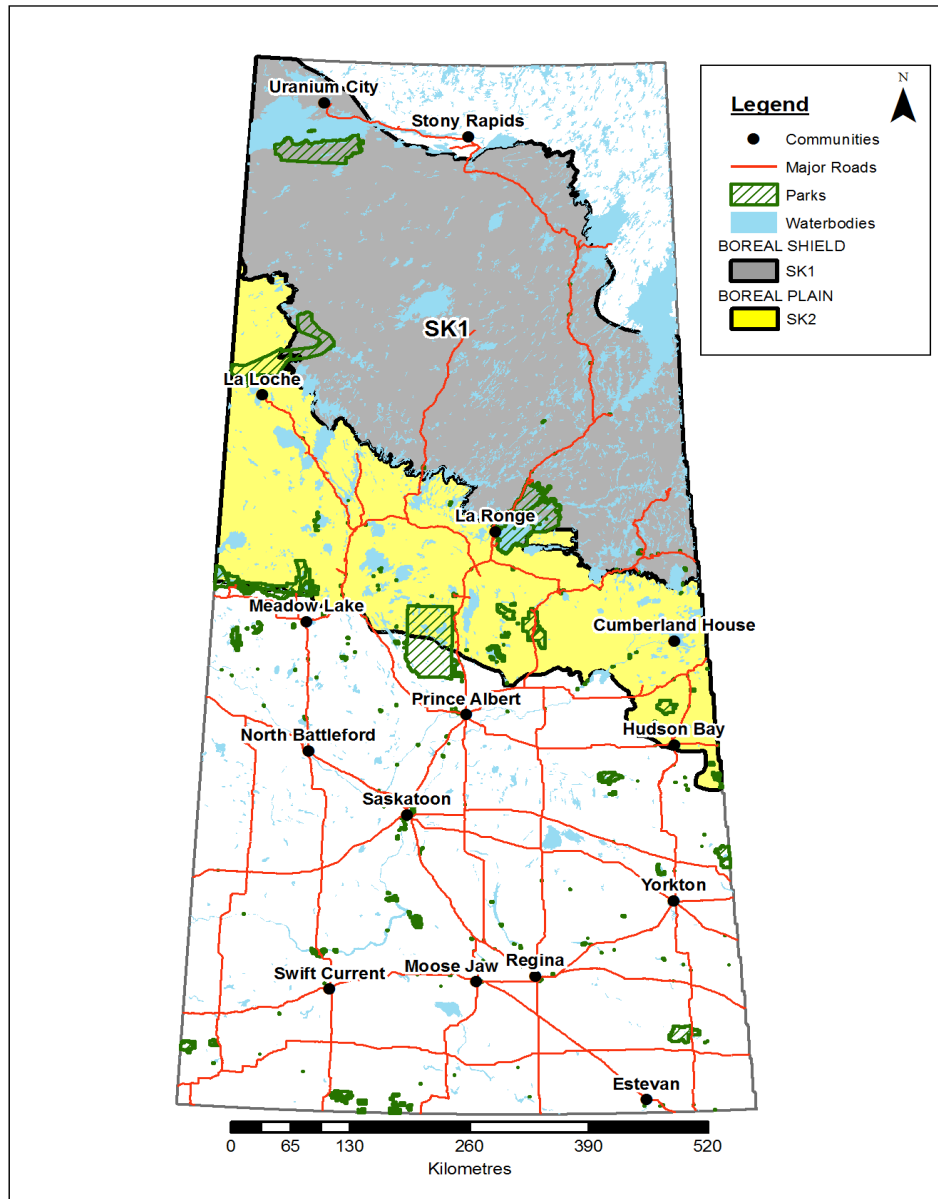 Uranium City
Stony Rapids
SK1
La Loche
La Ronge
Meadow Lake
Cumberland House
Prince Albert
Hudson Bay
North Battleford
Saskatoon
Yorkton
Swift Current
Moose Jaw
Regina
Estevan
N
Legend
Communities
Major Roads
Parks
Waterbodies
BOREAL SHIELD
SK1
BOREAL PLAIN
SK2
0 65 130 260 390 520
Kilometres